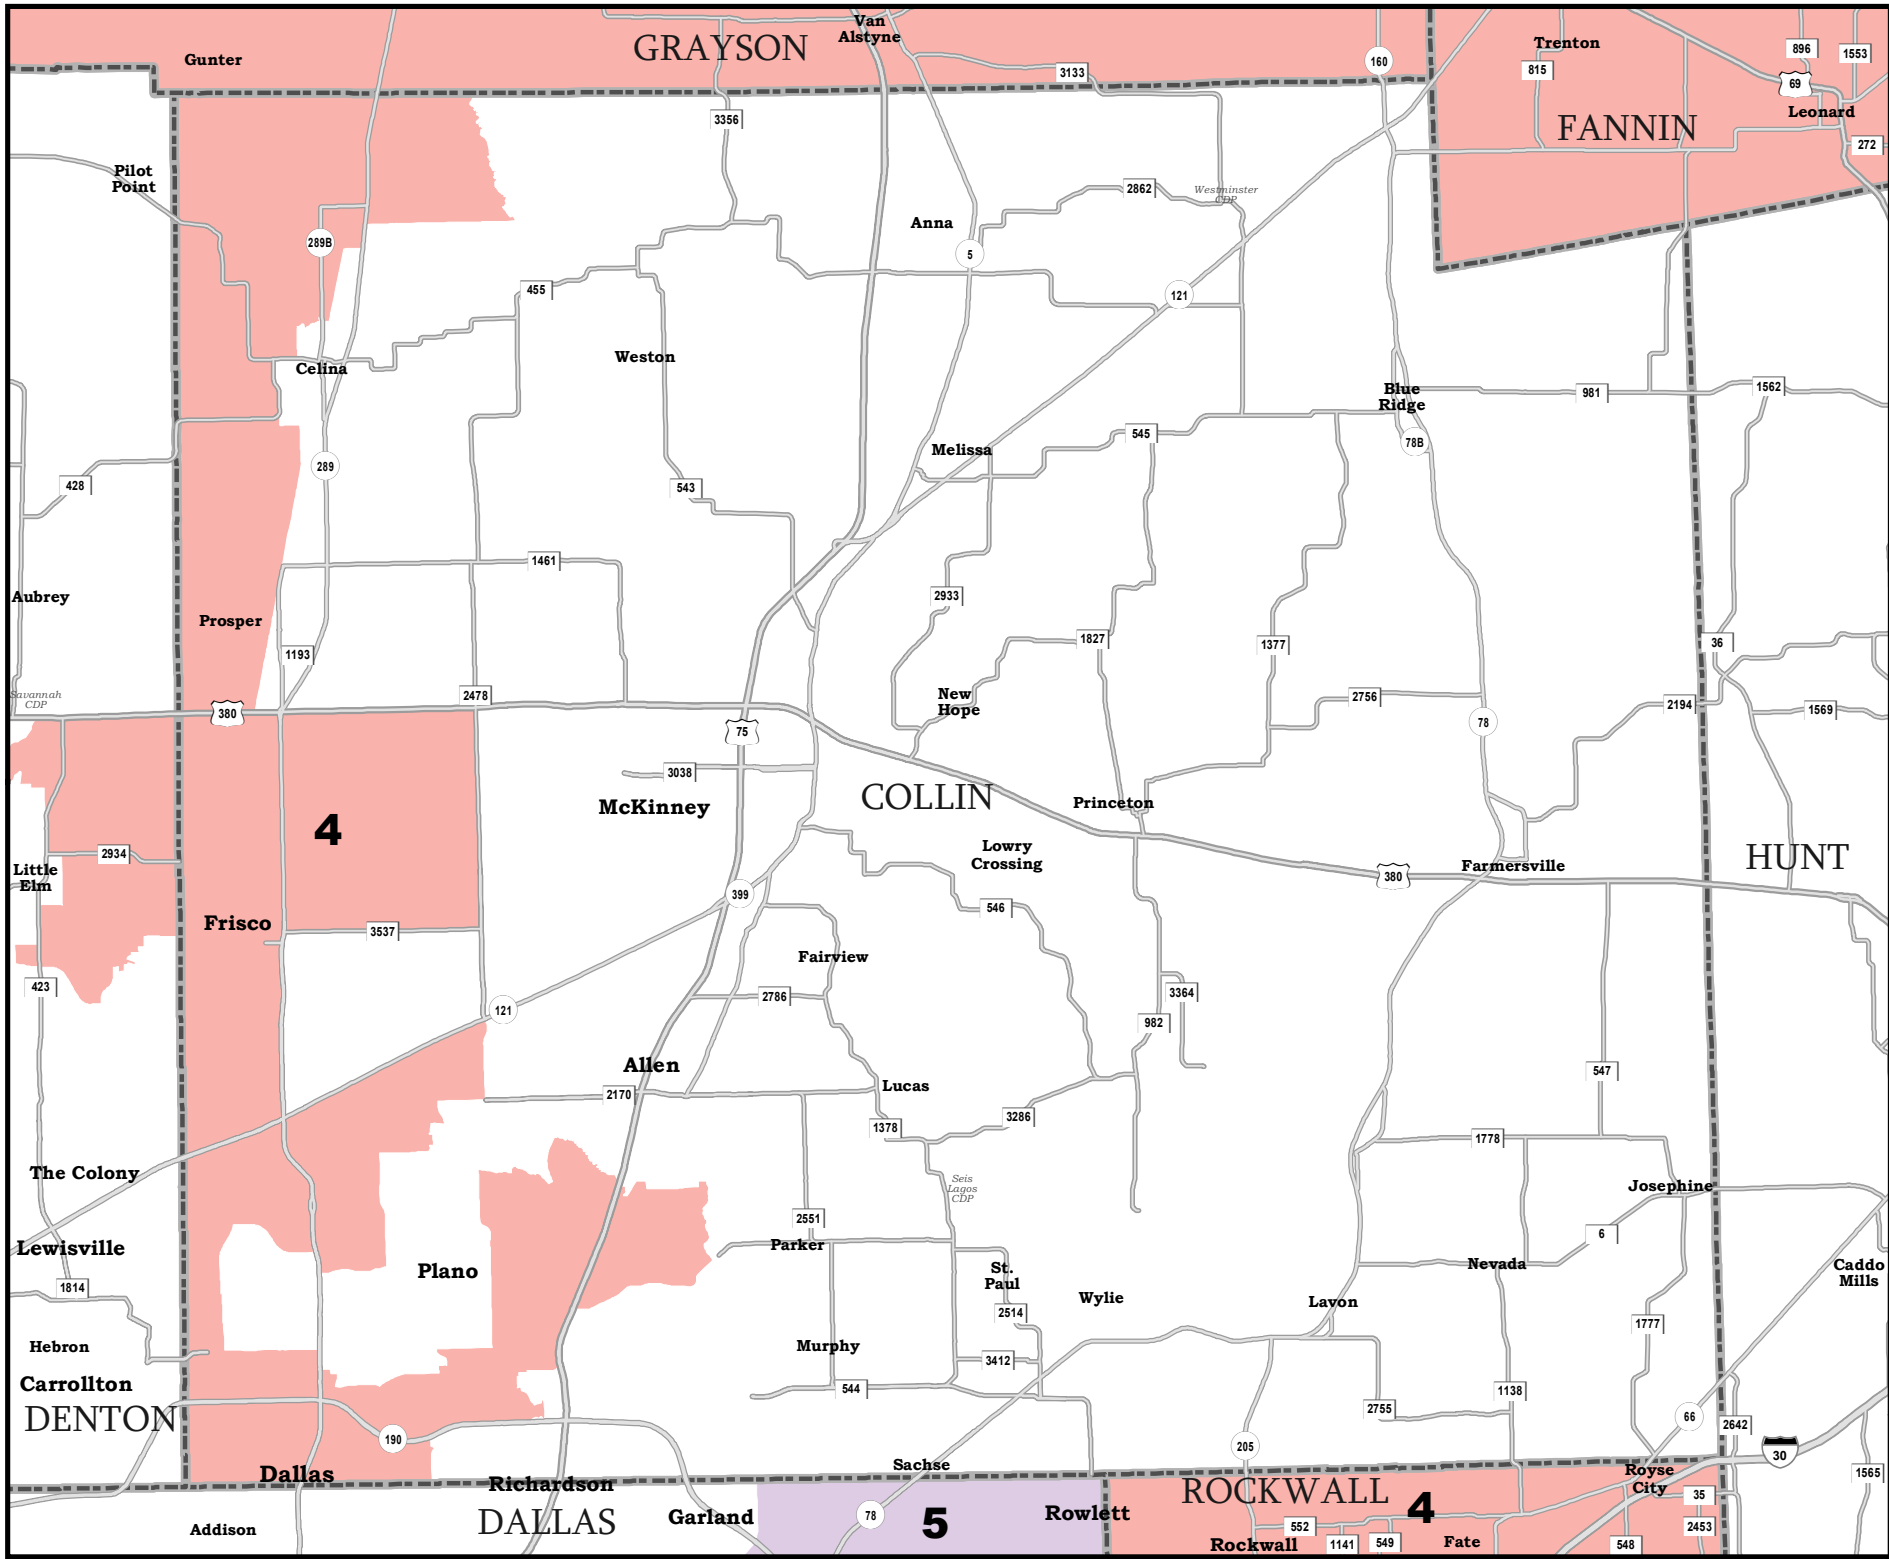 Van
Alstyne
GRAYSON
Gunter
Trenton
896
1553
160
815
3133
69
Leonard
3356
FANNIN
272
Pilot
Point
2862
Westminster
CDP
Anna
289B
5
455
121
Weston
Celina
Blue
Ridge
981
1562
545
78B
Melissa
289
428
543
1461
Aubrey
2933
Prosper
1827
1377
36
1193
Savannah
CDP
2478
New
Hope
2756
2194
1569
380
75
78
3038
McKinney
COLLIN
Princeton
4
Lowry
Crossing
2934
HUNT
Little
Elm
380
Farmersville
399
546
Frisco
3537
Fairview
423
2786
3364
121
982
Allen
547
2170
Lucas
3286
1378
1778
The Colony
Seis
Lagos
CDP
Josephine
2551
6
Lewisville
Parker
Plano
St.
Paul
Nevada
Caddo
Mills
1814
Wylie
Lavon
2514
1777
Hebron
Murphy
3412
Carrollton
544
1138
DENTON
2755
66
2642
190
205
30
Sachse
Dallas
Royse
City
1565
Richardson
ROCKWALL
35
4
Garland
78
5
Rowlett
DALLAS
552
2453
Addison
Rockwall
1141
549
Fate
548